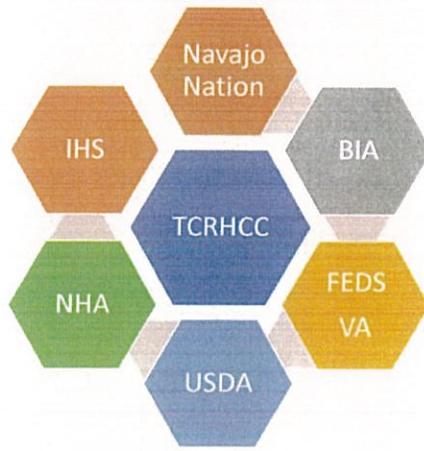 Navajo
Nation
IHS
BIA
TCRHCC
NHA
FEDS
VA
USDA